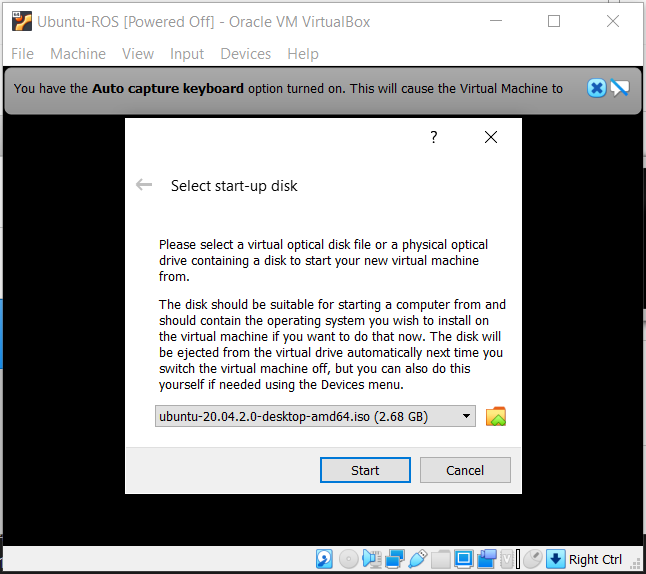 Ubuntu-ROS [Powered Off] - Oracle VM VirtualBox
File Machine View Input Devices Help
You have the Auto capture keyboard option turned on. This will cause the Virtual Machine to
?
Select start-up disk
Please select a virtual optical disk file or a physical optical
drive containing a disk to start your new virtual machine
from.
The disk should be suitable for starting a computer from and
should contain the operating system you wish to install on
the virtual machine if you want to do that now. The disk will
be ejected from the virtual drive automatically next time you
switch the virtual machine off, but you can also do this
yourself if needed using the Devices menu.
ubuntu-20.04.2.0-desktop-amd64.iso (2.68 GB)
Start Cancel
Right Ctrl